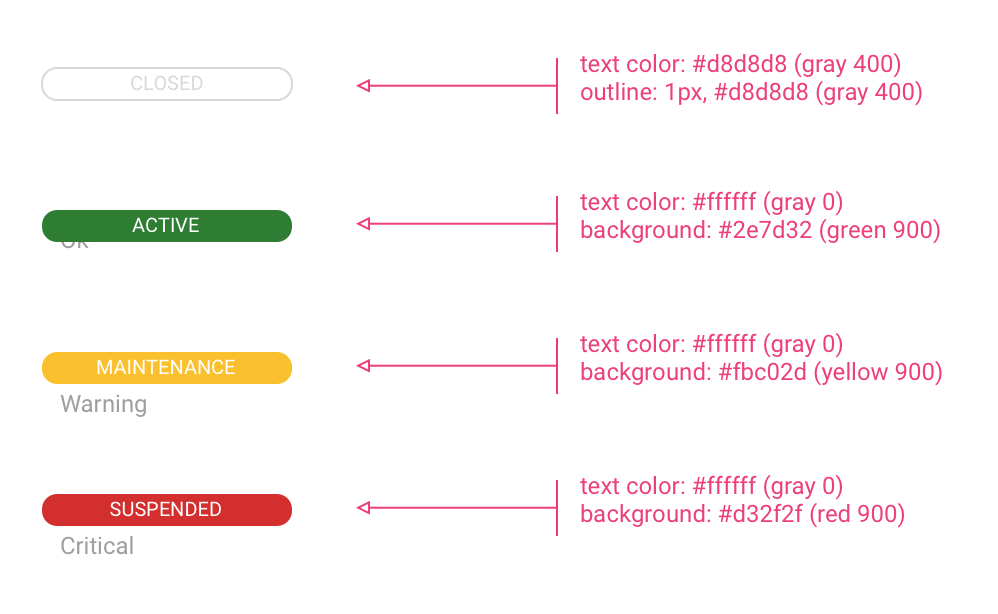 CLOSED
text color: #d8d8d8 (gray 400)
outline: 1px, #d8d8d8 (gray 400)
ACTIVE
Ok
text color: #ffffff (gray 0)
background: #2e7d32 (green 900)
MAINTENANCE
Warning
text color: #ffffff (gray 0)
background: #fbc02d (yellow 900)
SUSPENDED
Critical
text color: #ffffff (gray 0)
background: #d32f2f (red 900)